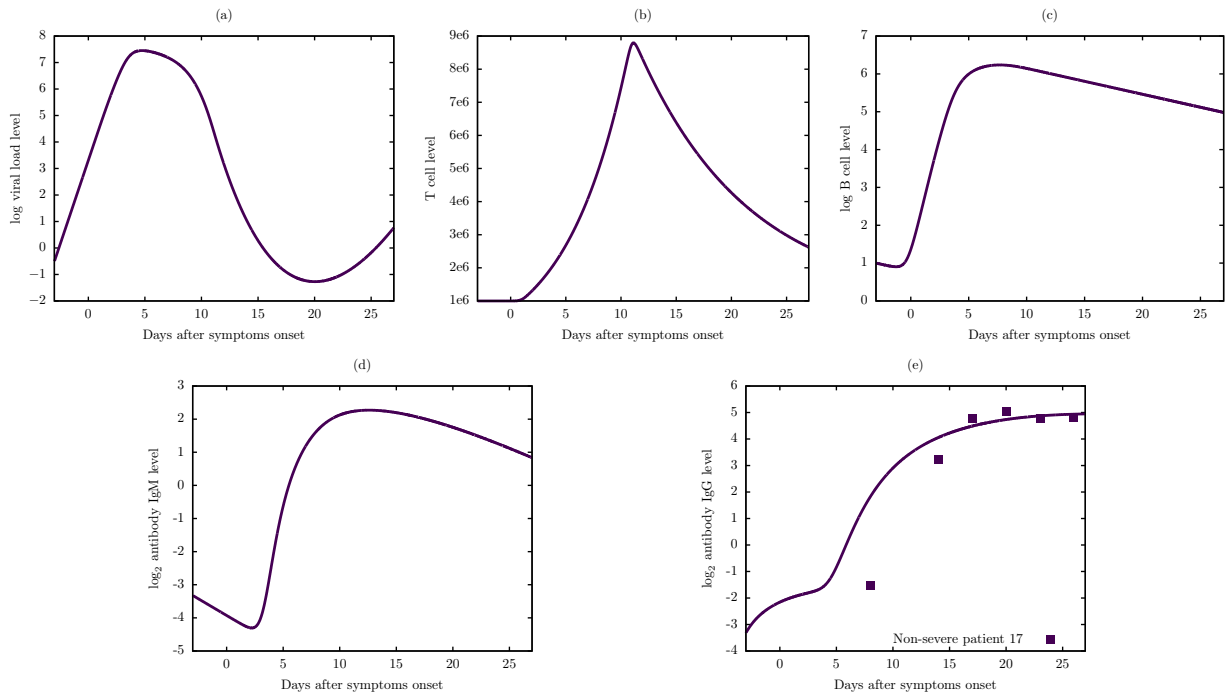 (a)
log viral load level
8
7
6
5
4
3
2
1
0
−1
−2
0 5 10 15 20 25
Days after symptoms onset
(b)
T cell level
9e6
8e6
7e6
6e6
5e6
4e6
3e6
2e6
1e6
0 5 10 15 20 25
Days after symptoms onset
(c)
log B cell level
7
6
5
4
3
2
1
0
0 5 10 15 20 25
Days after symptoms onset
(d)
log₂ antibody IgM level
3
2
1
0
-1
-2
-3
-4
-5
0 5 10 15 20 25
Days after symptoms onset
(e)
log₂ antibody IgG level
6
5
4
3
2
1
0
-1
-2
-3
-4
Non-severe patient 17
0 5 10 15 20 25
Days after symptoms onset